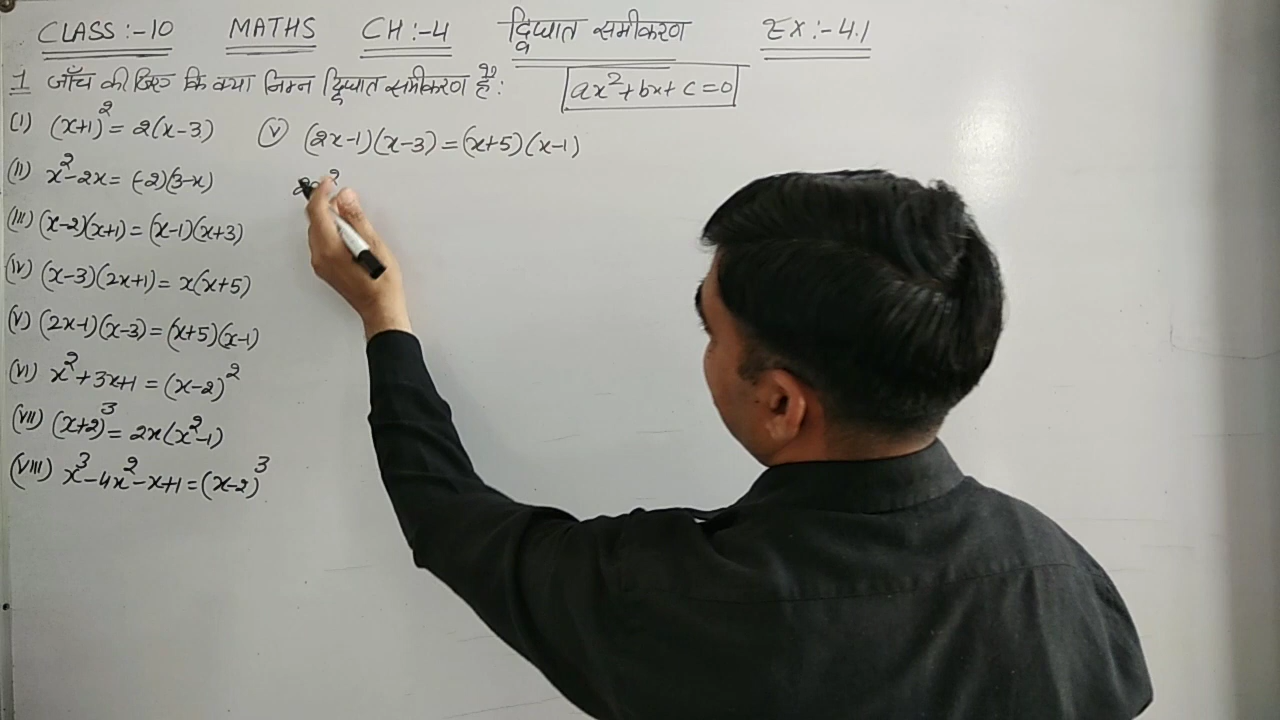 CLASS :- 10 MATHS CH :- 4 द्विघात समीकरण EX :- 4.1
1 जाँच कीजिए कि क्या निम्न द्विघात समीकरण हैं : ax²+bx+c=0
(i) (x+1)² = 2(x-3)
(ii) x²-2x = (-2)(3-x)
(iii) (x-2)(x+1) = (x-1)(x+3)
(iv) (x-3)(2x+1) = x(x+5)
(v) (2x-1)(x-3) = (x+5)(x-1)
(vi) x²+3x+1 = (x-2)²
(vii) (x+2)³ = 2x(x²-1)
(viii) x³-4x²-x+1 = (x-2)³
(v) (2x-1)(x-3) = (x+5)(x-1)
2x²